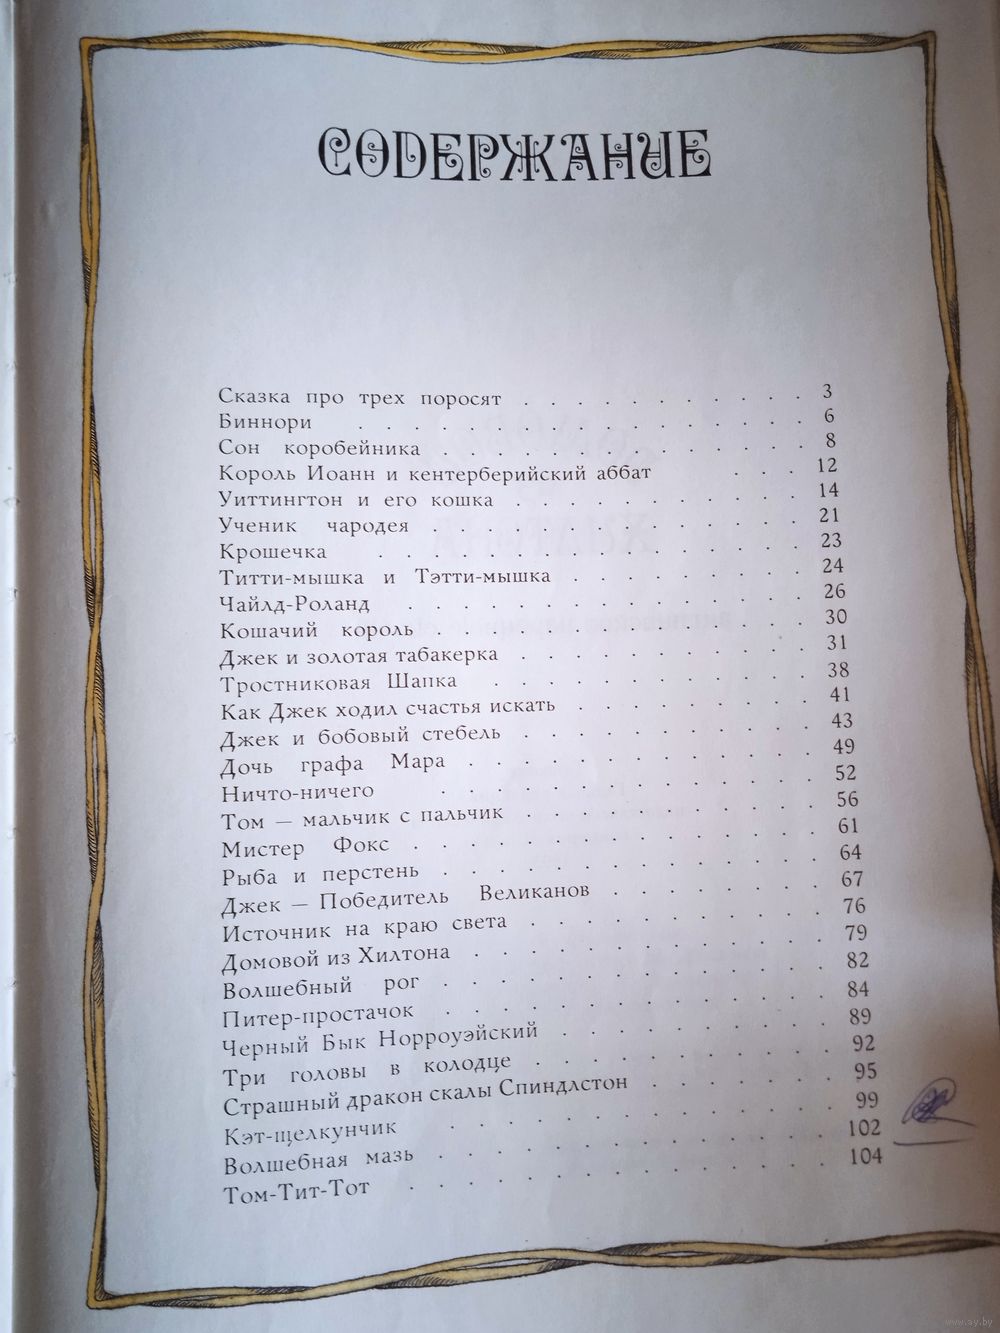 СОДЕРЖАНИЕ
Сказка про трех поросят . . . . . . . . . . . 3
Биннори . . . . . . . . . . . . . . 6
Сон коробейника . . . . . . . . . . . . . 8
Король Иоанн и кентерберийский аббат . . . 12
Уиттингтон и его кошка . . . . . . . . . . . 14
Ученик чародея . . . . . . . . . . . . . . 21
Крошечка . . . . . . . . . . . . . . . 23
Титти-мышка и Тэтти-мышка . . . . . . . . . 24
Чайлд-Роланд . . . . . . . . . . . . . . 26
Кошачий король . . . . . . . . . . . . . 30
Джек и золотая табакерка . . . . . . . . . . . 31
Тростниковая Шапка . . . . . . . . . . . 38
Как Джек ходил счастья искать . . . . . . . . . 41
Джек и бобовый стебель . . . . . . . . . . . 43
Дочь графа Мара . . . . . . . . . . . . . 49
Ничто-ничего . . . . . . . . . . . . . 52
Том — мальчик с пальчик . . . . . . . . . . . 56
Мистер Фокс . . . . . . . . . . . . . . 61
Рыба и перстень . . . . . . . . . . . . . 64
Джек — Победитель Великанов . . . . . . . . 67
Источник на краю света . . . . . . . . . . . 76
Домовой из Хилтона . . . . . . . . . . . . 79
Волшебный рог . . . . . . . . . . . . . 82
Питер-простачок . . . . . . . . . . . . . 84
Черный Бык Норроуэйский . . . . . . . . . . 89
Три головы в колодце . . . . . . . . . . . 92
Страшный дракон скалы Спиндлстон . . . . . . . 95
Кэт-щелкунчик . . . . . . . . . . . . . 99
Волшебная мазь . . . . . . . . . . . . . 102
Том-Тит-Тот . . . . . . . . . . . . . . 104
www.ay.by